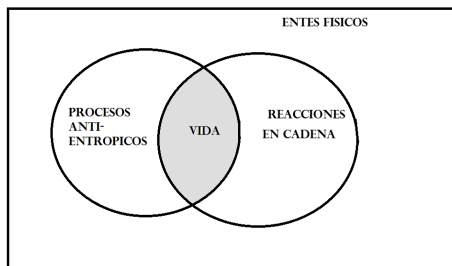 ENTES FISICOS
PROCESOS
ANTI-
ENTROPICOS
VIDA
REACCIONES
EN CADENA